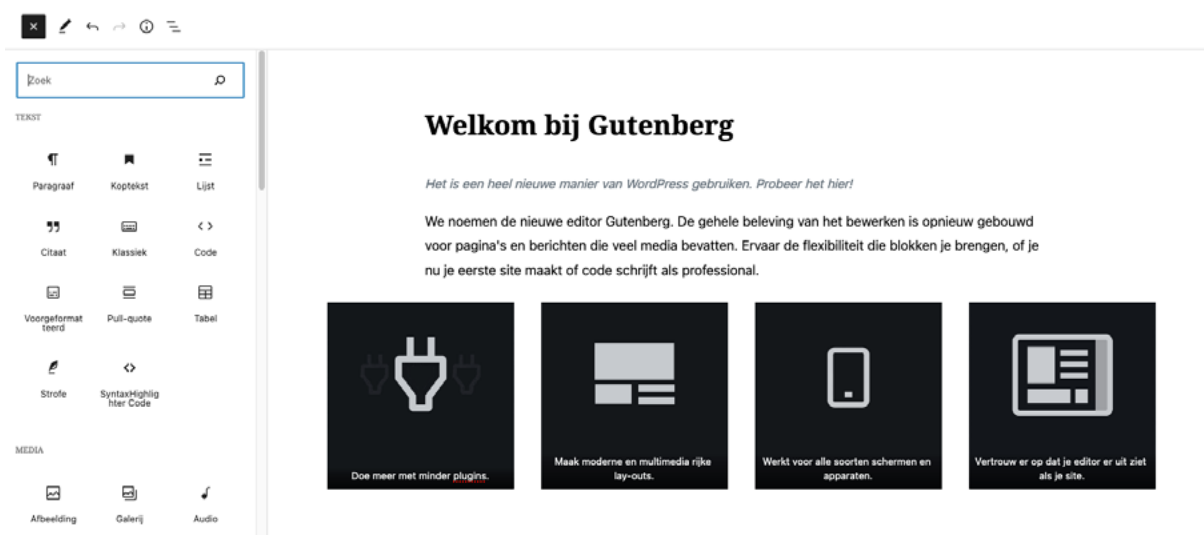 Zoek
TEKST
Paragraaf
Koptekst
Lijst
Citaat
Klassiek
Code
Voorgeformat
teerd
Pull-quote
Tabel
Strofe
SyntaxHighlig
hter Code
MEDIA
Afbeelding
Galerij
Audio
Welkom bij Gutenberg
Het is een heel nieuwe manier van WordPress gebruiken. Probeer het hier!
We noemen de nieuwe editor Gutenberg. De gehele beleving van het bewerken is opnieuw gebouwd
voor pagina's en berichten die veel media bevatten. Ervaar de flexibiliteit die blokken je brengen, of je
nu je eerste site maakt of code schrijft als professional.
Doe meer met minder plugins.
Maak moderne en multimedia rijke
lay-outs.
Werkt voor alle soorten schermen en
apparaten.
Vertrouw er op dat je editor er uit ziet
als je site.